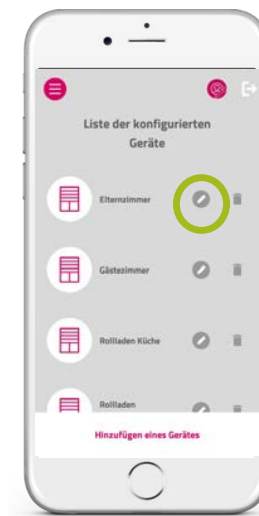 Liste der konfigurierten
Geräte
Elternzimmer
Gästezimmer
Rollladen Küche
Rollladen
Hinzufügen eines Gerätes